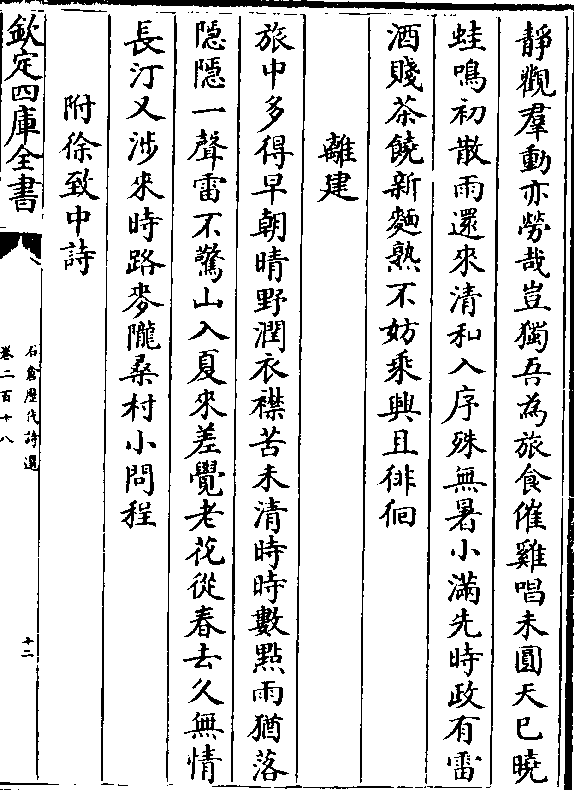 靜觀羣動亦勞哉豈獨吾為旅食催雞唱未圓天已曉
蛙鳴初散雨還來清和入序殊無暑小滿先時政有雷
酒賤茶饒新麵熟不妨乘興且徘徊
離建
旅中多得早朝晴野潤衣襟苦未清時時數點雨猶落
隱隱一聲雷不驚山入夏來差覺老花從春去久無情
長汀又涉來時路麥隴桑村小問程
附徐致中詩
欽定四庫全書
石倉歷代詩選
卷二百十八
十二